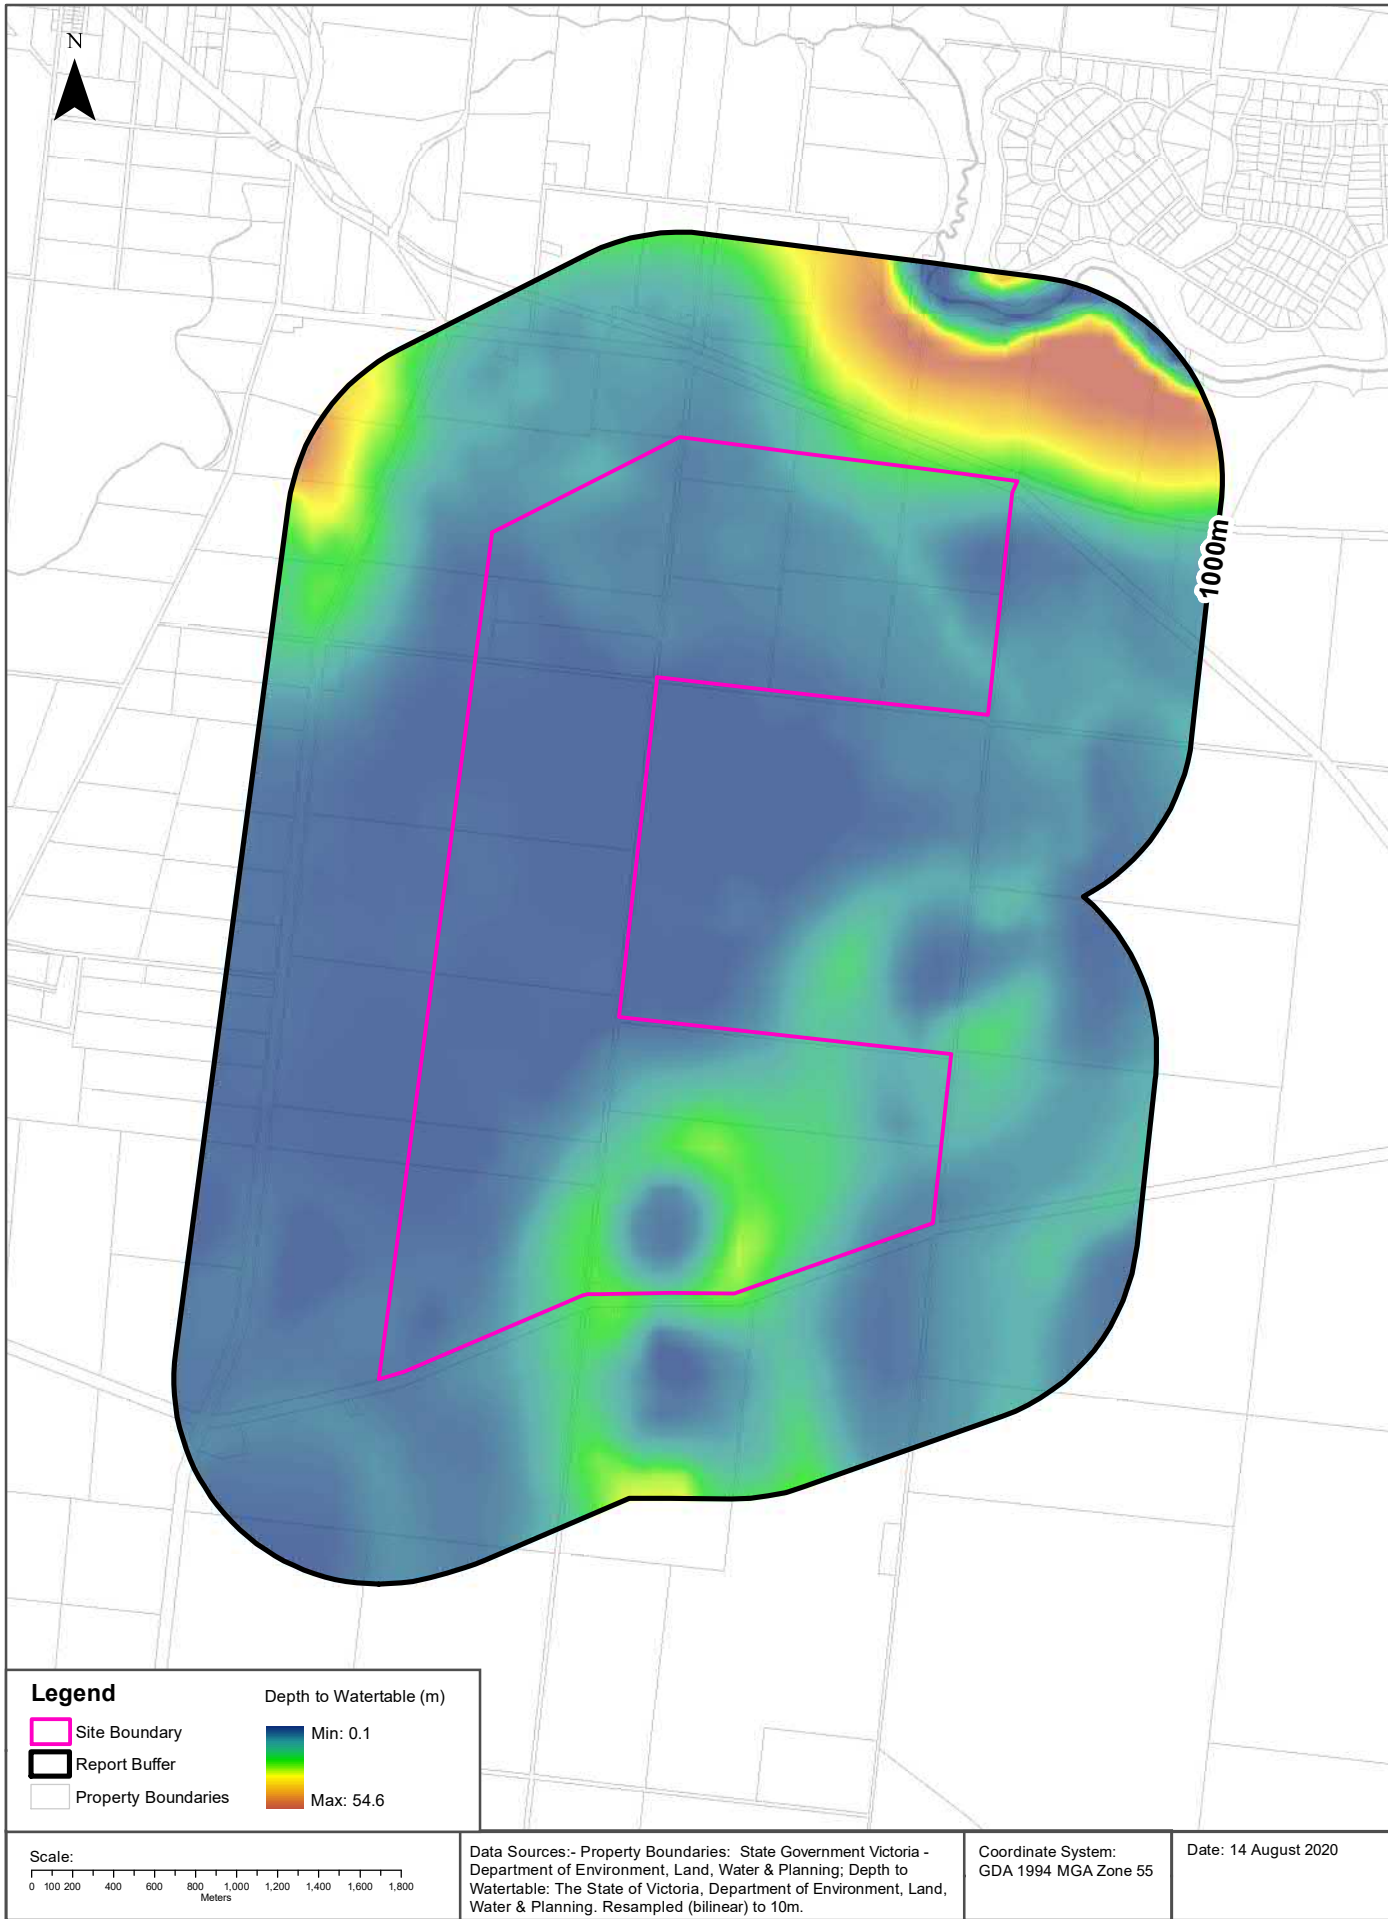 N
1000m
Legend
Site Boundary
Report Buffer
Property Boundaries
Depth to Watertable (m)
Min: 0.1
Max: 54.6
Scale:
0 100 200 400 600 800 1,000 1,200 1,400 1,600 1,800
Meters
Data Sources:- Property Boundaries: State Government Victoria -
Department of Environment, Land, Water & Planning; Depth to
Watertable: The State of Victoria, Department of Environment, Land,
Water & Planning. Resampled (bilinear) to 10m.
Coordinate System:
GDA 1994 MGA Zone 55
Date: 14 August 2020